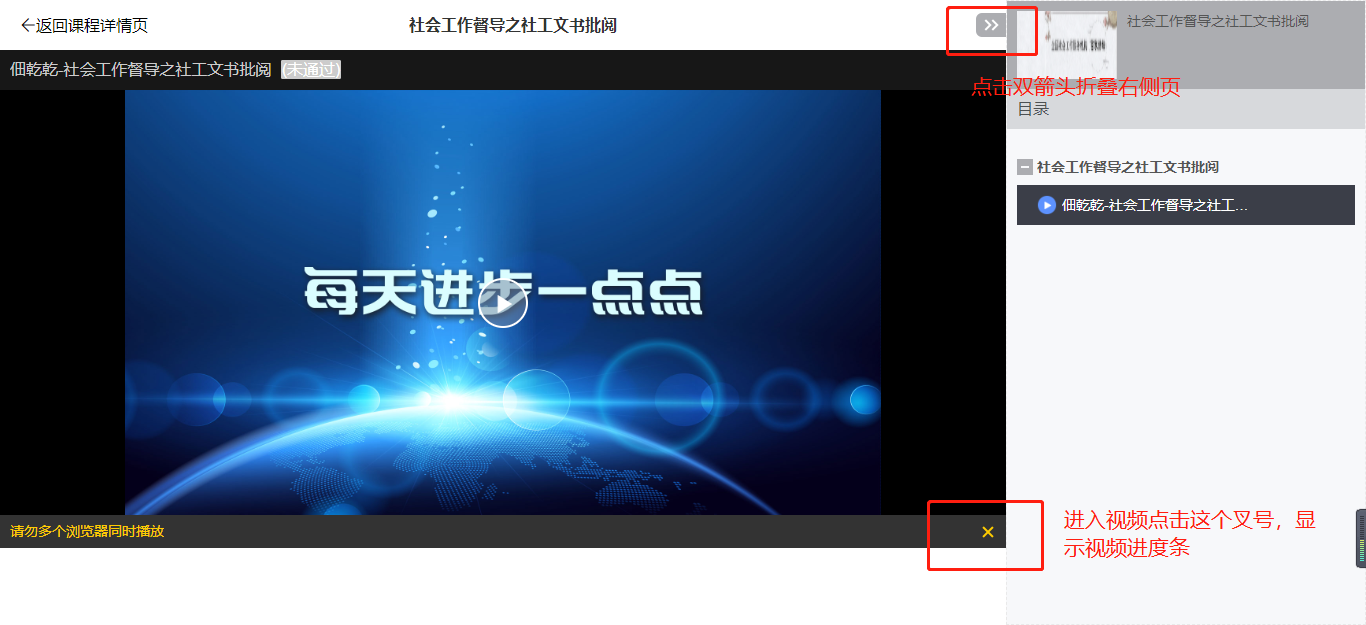 返回课程详情页
社会工作督导之社工文书批阅
社会工作督导之社工文书批阅
佃乾乾-社会工作督导之社工文书批阅 (未通过)
点击双箭头折叠右侧页
目录
社会工作督导之社工文书批阅
佃乾乾-社会工作督导之社工...
每天进步一点点
请勿多个浏览器同时播放
进入视频点击这个叉号，显
示视频进度条